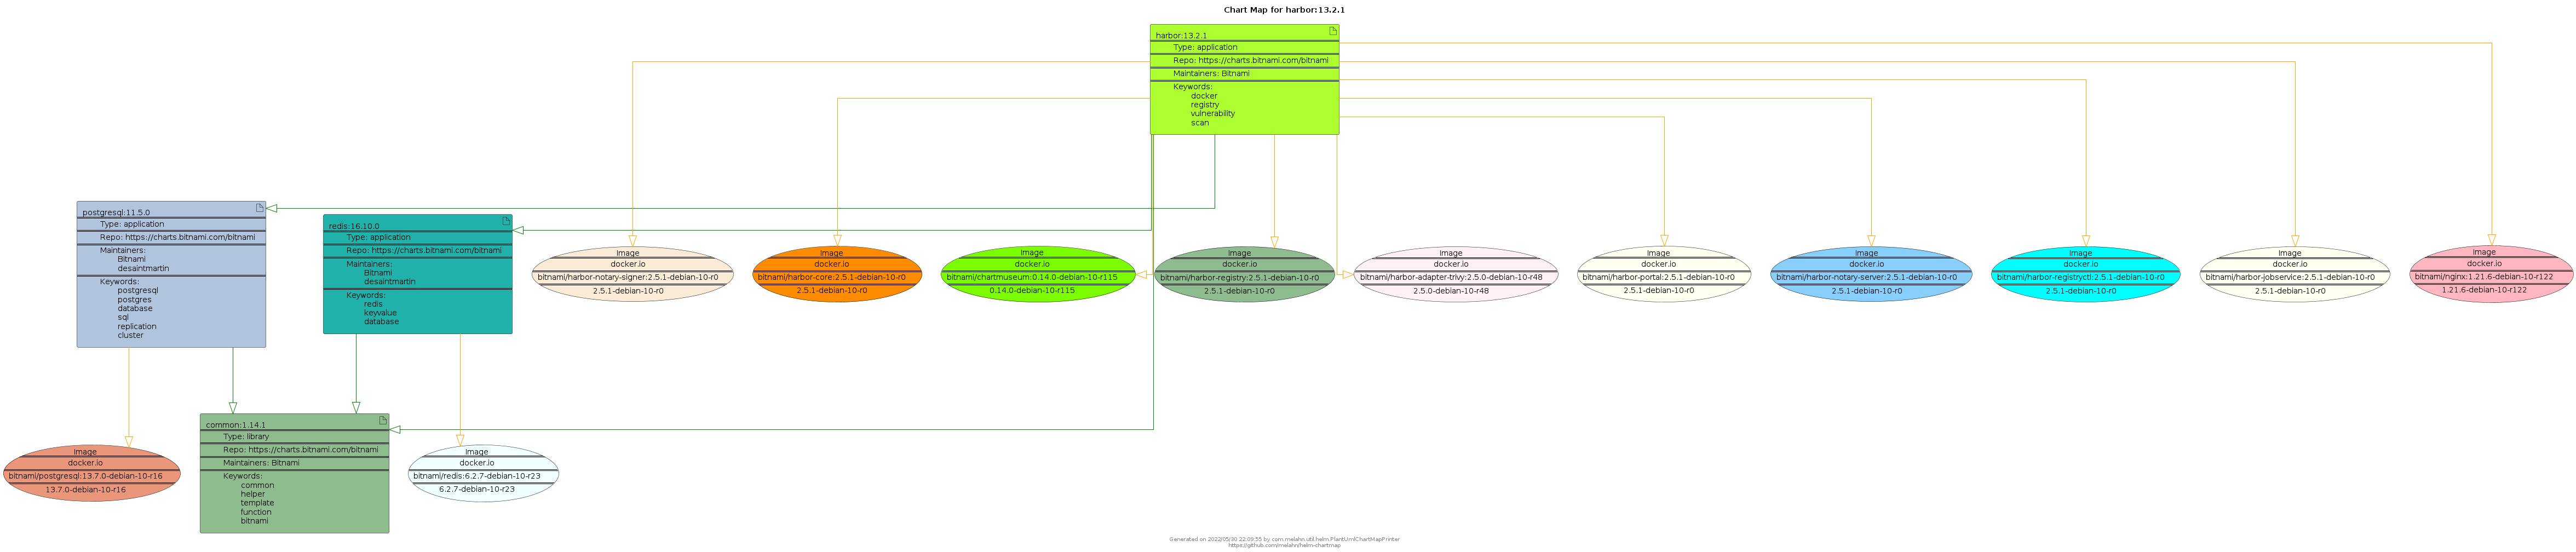 Chart Map for harbor:13.2.1
harbor:13.2.1
Type: application
Repo: https://charts.bitnami.com/bitnami
Maintainers: Bitnami
Keywords:
docker
registry
vulnerability
scan
postgresql:11.5.0
Type: application
Repo: https://charts.bitnami.com/bitnami
Maintainers:
Bitnami
desaintmartin
Keywords:
postgresql
postgres
database
sql
replication
cluster
redis:16.10.0
Type: application
Repo: https://charts.bitnami.com/bitnami
Maintainers:
Bitnami
desaintmartin
Keywords:
redis
keyvalue
database
Image
docker.io
bitnami/harbor-notary-signer:2.5.1-debian-10-r0
2.5.1-debian-10-r0
Image
docker.io
bitnami/harbor-core:2.5.1-debian-10-r0
2.5.1-debian-10-r0
Image
docker.io
bitnami/chartmuseum:0.14.0-debian-10-r115
0.14.0-debian-10-r115
Image
docker.io
bitnami/harbor-registry:2.5.1-debian-10-r0
2.5.1-debian-10-r0
Image
docker.io
bitnami/harbor-adapter-trivy:2.5.0-debian-10-r48
2.5.0-debian-10-r48
Image
docker.io
bitnami/harbor-portal:2.5.1-debian-10-r0
2.5.1-debian-10-r0
Image
docker.io
bitnami/harbor-notary-server:2.5.1-debian-10-r0
2.5.1-debian-10-r0
Image
docker.io
bitnami/harbor-registryctl:2.5.1-debian-10-r0
2.5.1-debian-10-r0
Image
docker.io
bitnami/harbor-jobservice:2.5.1-debian-10-r0
2.5.1-debian-10-r0
Image
docker.io
bitnami/nginx:1.21.6-debian-10-r122
1.21.6-debian-10-r122
Image
docker.io
bitnami/postgresql:13.7.0-debian-10-r16
13.7.0-debian-10-r16
common:1.14.1
Type: library
Repo: https://charts.bitnami.com/bitnami
Maintainers: Bitnami
Keywords:
common
helper
template
function
bitnami
Image
docker.io
bitnami/redis:6.2.7-debian-10-r23
6.2.7-debian-10-r23
Generated on 2022/05/30 22:09:55 by com.melahn.util.helm.PlantUmlChartMapPrinter
https://github.com/melahn/helm-chartmap